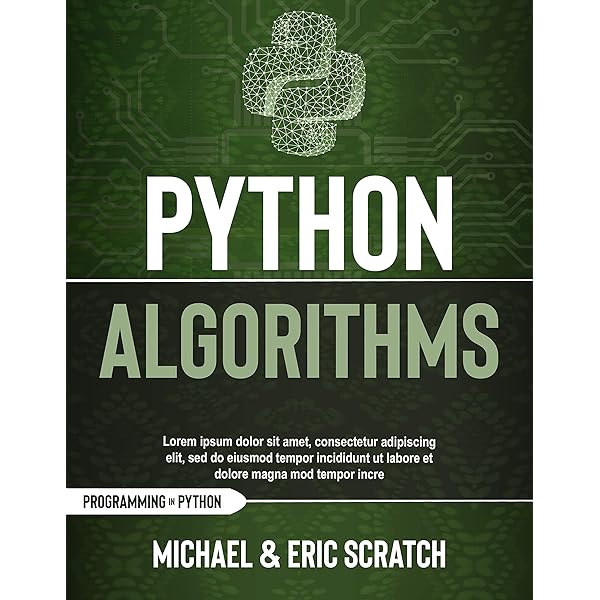 PYTHON
ALGORITHMS
Lorem ipsum dolor sit amet, consectetur adipiscing
elit, sed do eiusmod tempor incididunt ut labore et
dolore magna mod tempor incre
PROGRAMMING IN PYTHON
MICHAEL & ERIC SCRATCH